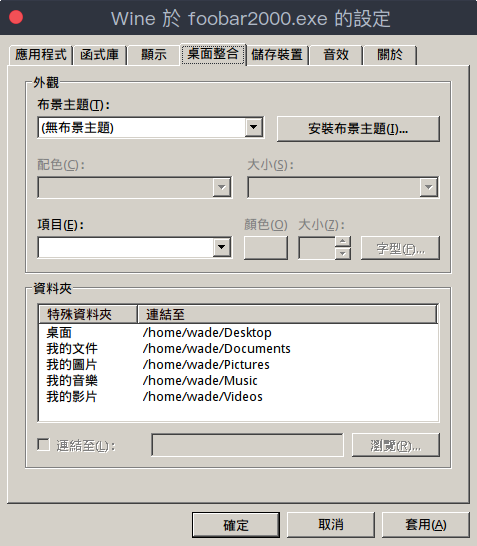 Wine 於 foobar2000.exe 的設定
應用程式 函式庫 顯示 桌面整合 儲存裝置 音效 關於
外觀
布景主題(T):
(無布景主題) 安裝布景主題(I)...
配色(C): 大小(S):
項目(E): 顏色(O) 大小(Z):
字型(F)...
資料夾
特殊資料夾 連結至
桌面 /home/wade/Desktop
我的文件 /home/wade/Documents
我的圖片 /home/wade/Pictures
我的音樂 /home/wade/Music
我的影片 /home/wade/Videos
連結至(L): 瀏覽(R)...
確定 取消 套用(A)